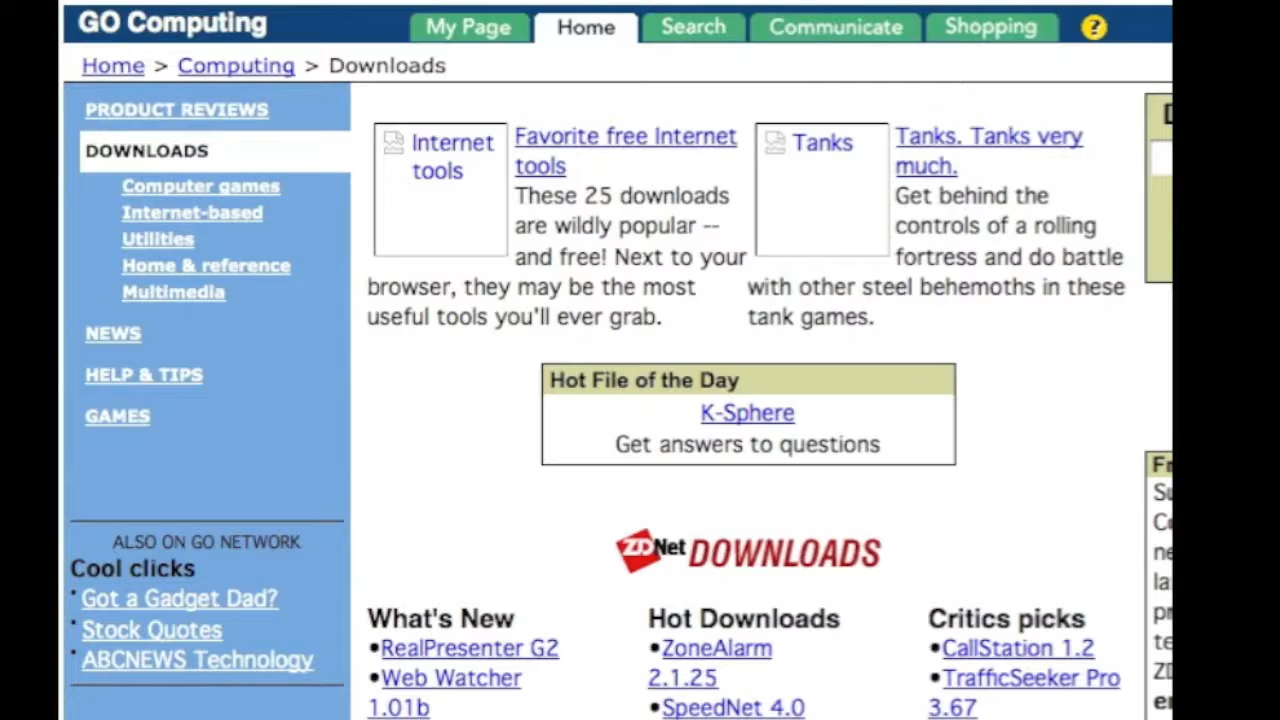 GO Computing
My Page
Home
Search
Communicate
Shopping
?
Home > Computing > Downloads
PRODUCT REVIEWS
DOWNLOADS
Computer games
Internet-based
Utilities
Home & reference
Multimedia
NEWS
HELP & TIPS
GAMES
ALSO ON GO NETWORK
Cool clicks
Got a Gadget Dad?
Stock Quotes
ABCNEWS Technology
Internet
tools
Favorite free Internet
tools
These 25 downloads
are wildly popular --
and free! Next to your
browser, they may be the most
useful tools you'll ever grab.
Tanks
Tanks. Tanks very
much.
Get behind the
controls of a rolling
fortress and do battle
with other steel behemoths in these
tank games.
Hot File of the Day
K-Sphere
Get answers to questions
ZDNet DOWNLOADS
What's New
•RealPresenter G2
•Web Watcher
1.01b
Hot Downloads
•ZoneAlarm
2.1.25
•SpeedNet 4.0
Critics picks
•CallStation 1.2
•TrafficSeeker Pro
3.67